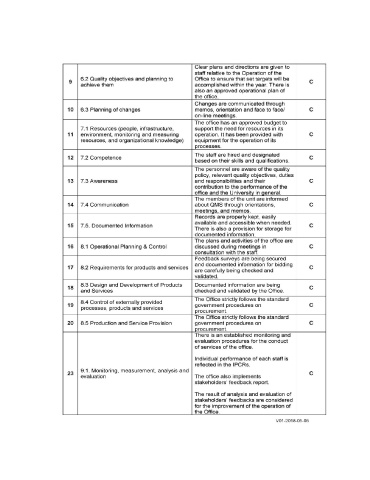 Clear plans and directions are given to
staff relative to the Operation of the
9 6.2 Quality objectives and planning to achieve them Office to ensure that set targets will be C
accomplished within the year. There is
also an approved operational plan of
the office.
Changes are communicated through
10 6.3 Planning of changes memos, orientation and face to face/ C
on-line meetings.
The office has an approved budget to
7.1 Resources (people, infrastructure, support the need for resources in its
11 environment, monitoring and measuring operation. It has been provided with C
resources, and organizational knowledge) equipment for the operation of its
processes.
12 7.2 Competence The staff are hired and designated C
based on their skills and qualifications.
The personnel are aware of the quality
policy, relevant quality objectives, duties
13 7.3 Awareness and responsibilities and their C
contribution to the performance of the
office and the University in general.
The members of the unit are informed
14 7.4 Communication about QMS through orientations, C
meetings, and memos.
Records are properly kept, easily
15 7.5. Documented Information available and accessible when needed. C
There is also a provision for storage for
documented information.
The plans and activities of the office are
16 8.1 Operational Planning & Control discussed during meetings in C
consultation with the staff.
Feedback surveys are being secured
17 8.2 Requirements for products and services and documented information for bidding C
are carefully being checked and
validated.
18 8.3 Design and Development of Products Documented information are being C
and Services checked and validated by the Office.
The Office strictly follows the standard
19 8.4 Control of externally provided government procedures on C
processes, products and services procurement.
The Office strictly follows the standard
20 8.5 Production and Service Provision government procedures on C
procurement.
There is an established monitoring and
evaluation procedures for the conduct
of services of the office.
Individual performance of each staff is
reflected in the IPCRs.
23 9.1. Monitoring, measurement, analysis and evaluation C
The office also implements
stakeholders' feedback report.
The result of analysis and evaluation of
stakeholders' feedbacks are considered
for the improvement of the operation of
the Office.